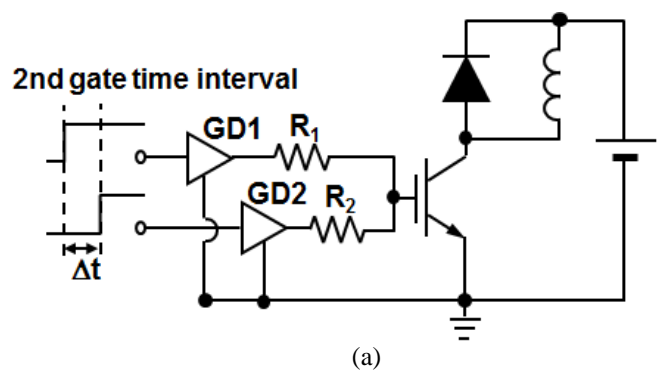 2nd gate time interval
GD1
R₁
GD2
R₂
Δt
(a)